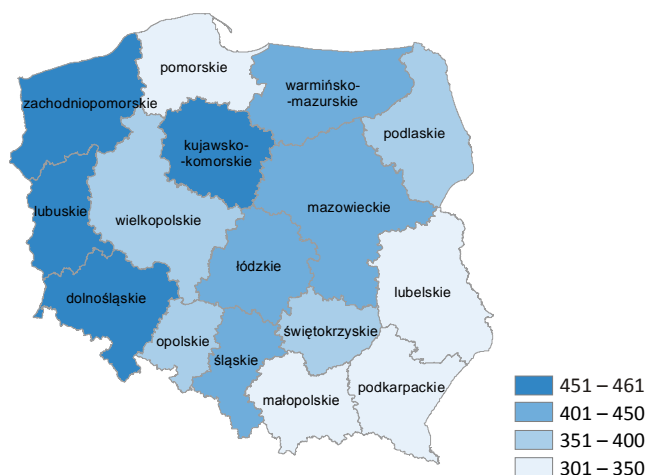 pomorskie
warmińsko-
-mazurskie
zachodniopomorskie
podlaskie
kujawsko-
-komorskie
lubuskie
wielkopolskie
mazowieckie
łódzkie
dolnośląskie
lubelskie
opolskie
śląskie
świętokrzyskie
małopolskie
podkarpackie
451 – 461
401 – 450
351 – 400
301 – 350